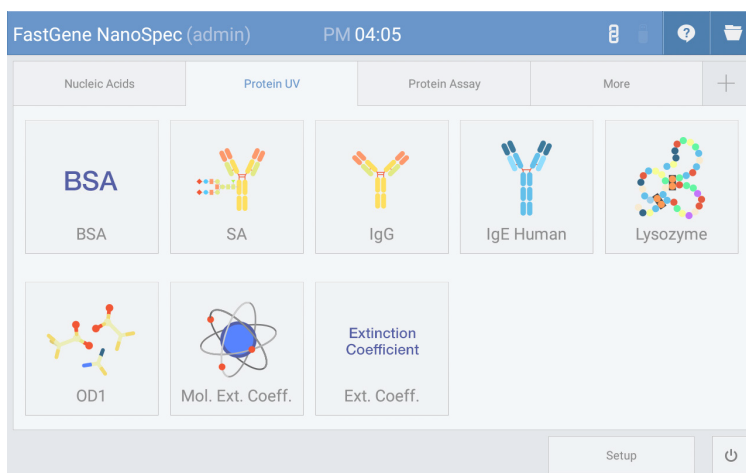 FastGene NanoSpec (admin) PM 04:05
Nucleic Acids Protein UV Protein Assay More
BSA
BSA SA IgG IgE Human Lysozyme
Extinction
Coefficient
OD1 Mol. Ext. Coeff. Ext. Coeff.
Setup